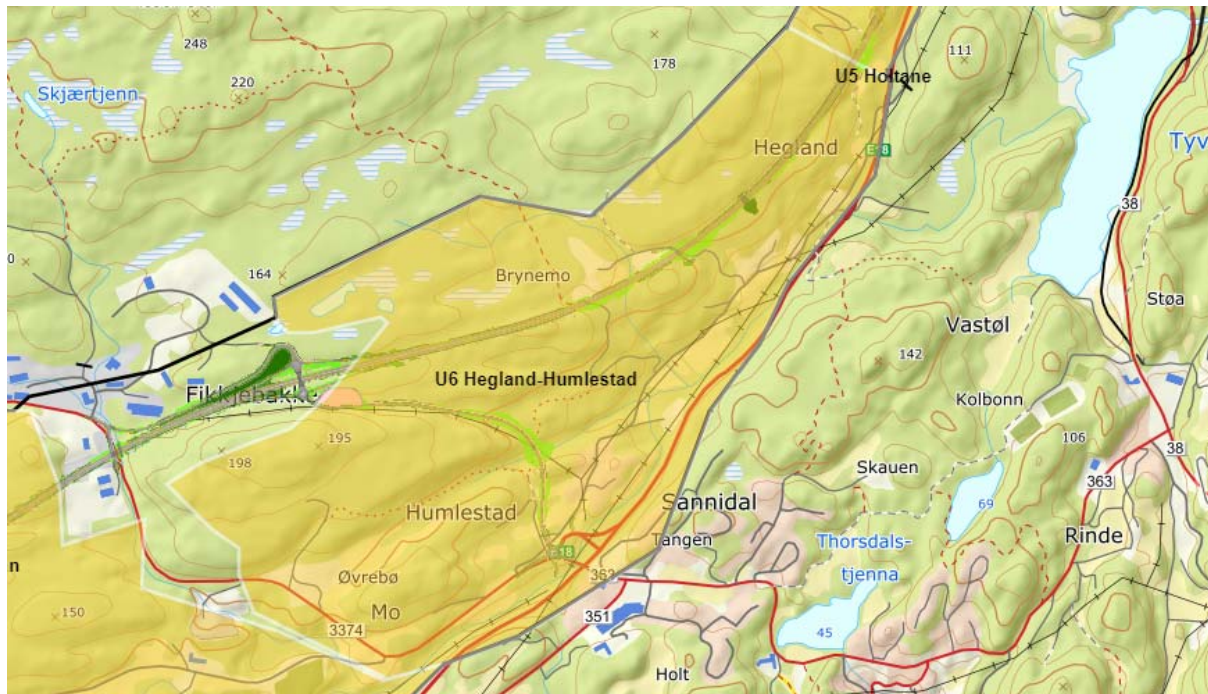 248
178
111
U5 Holtane
220
Skjærtjenn
Hegland
Tyv
38
164
Brynemo
Støa
Vastøl
142
U6 Hegland-Humlestad
Fikkjebakke
Kolbonn
195
106
198
38
Skauen
363
69
Sannidal
Humlestad
Rinde
Tangen
Thorsdals-
tjenna
E18
n
Øvrebø
363
150
Mo
351
3374
45
Holt